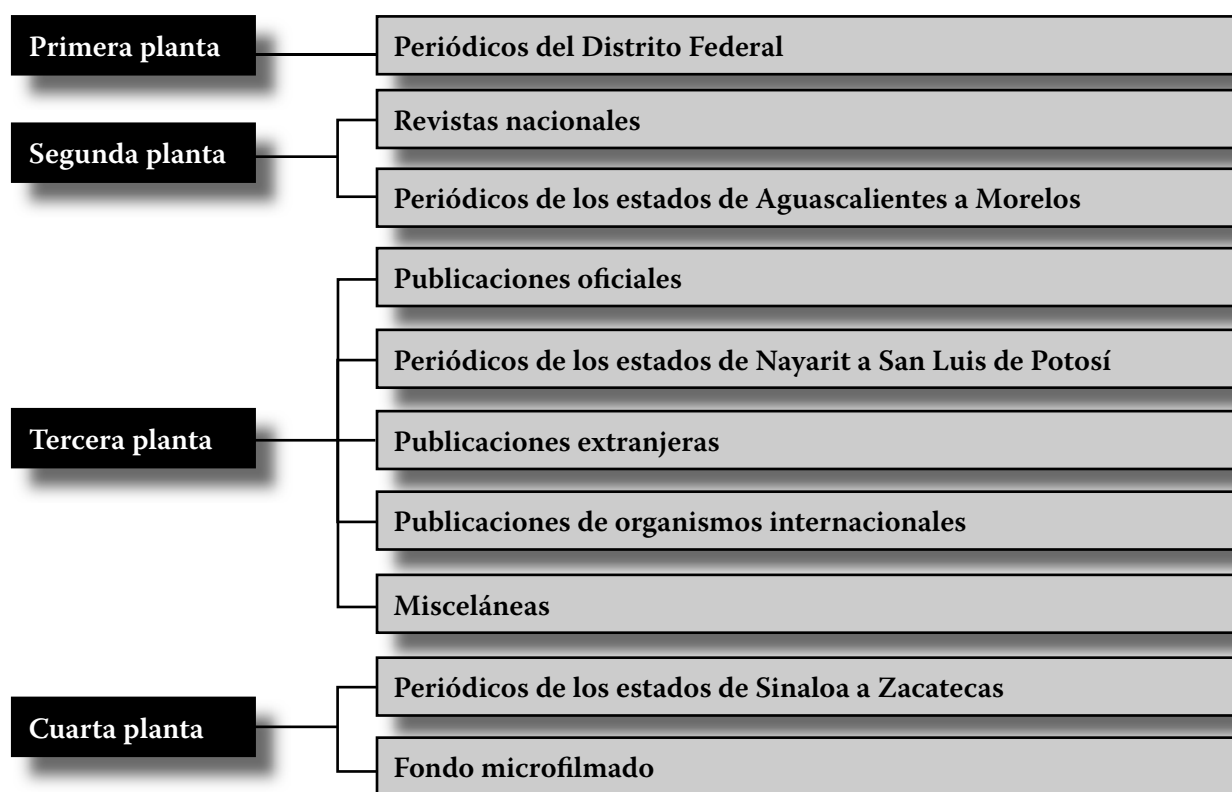 Primera planta
Periódicos del Distrito Federal
Segunda planta
Revistas nacionales
Periódicos de los estados de Aguascalientes a Morelos
Tercera planta
Publicaciones oficiales
Periódicos de los estados de Nayarit a San Luis de Potosí
Publicaciones extranjeras
Publicaciones de organismos internacionales
Misceláneas
Cuarta planta
Periódicos de los estados de Sinaloa a Zacatecas
Fondo microfilmado